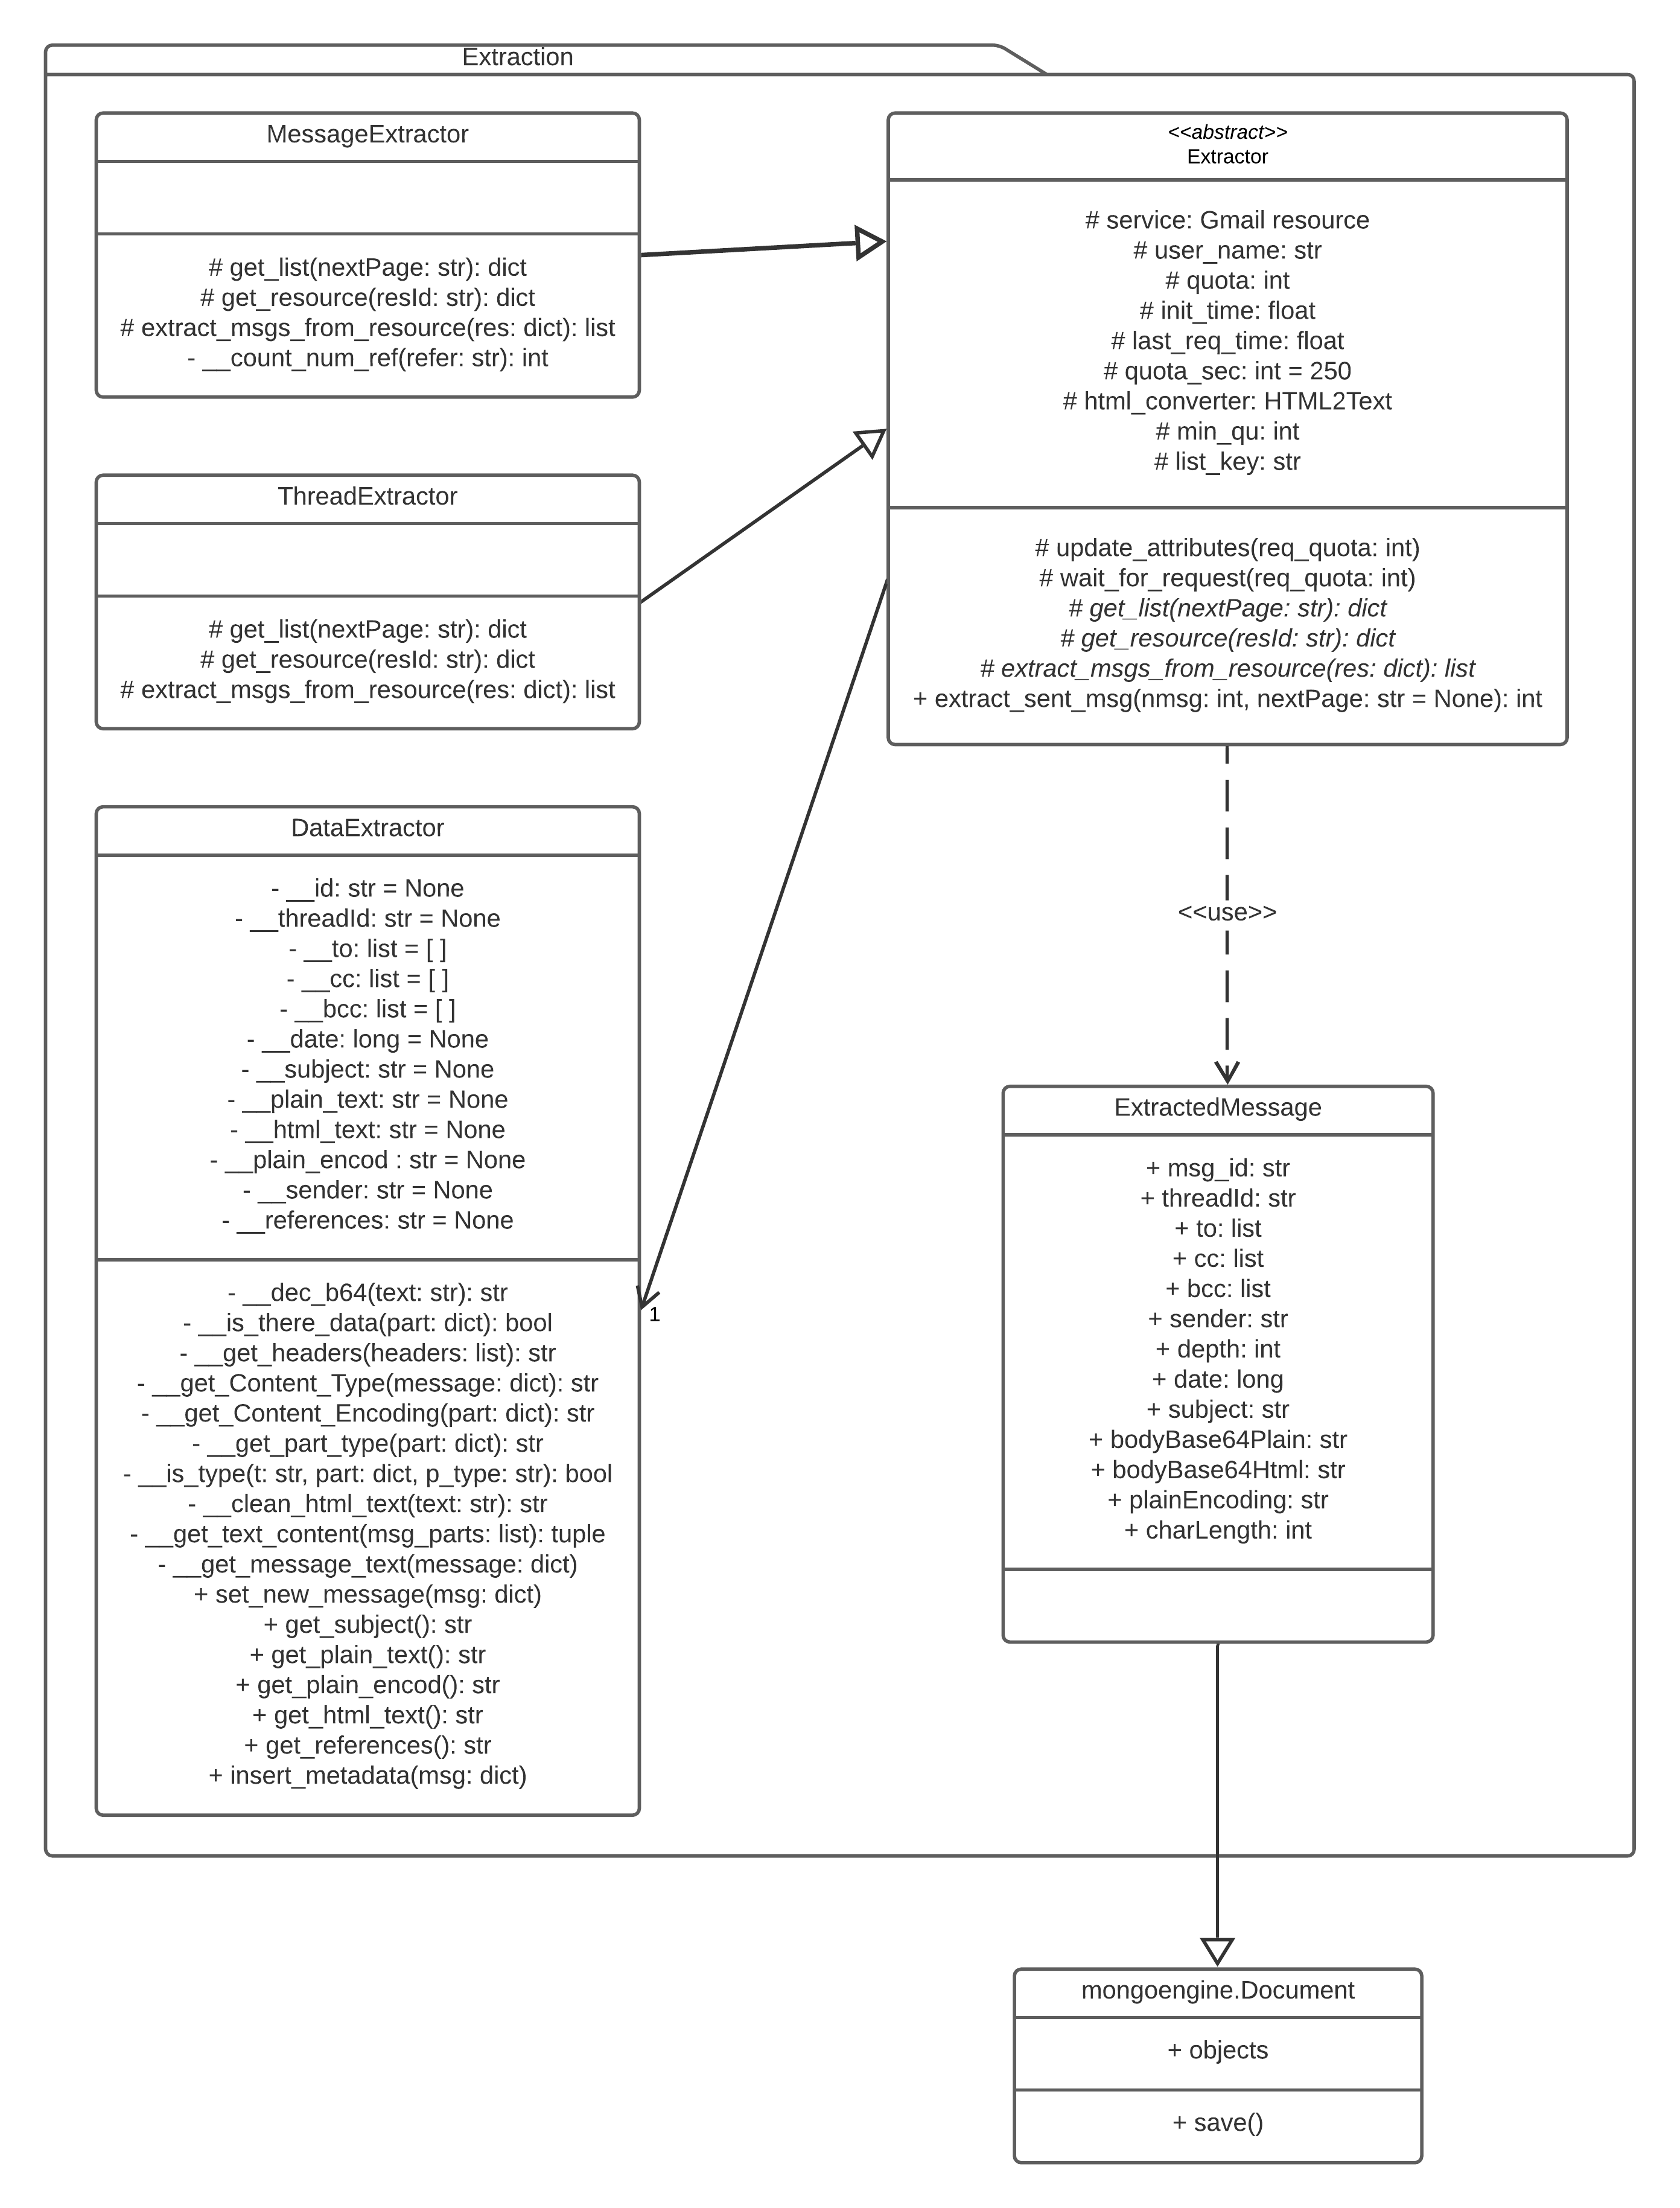 Extraction
MessageExtractor
# get_list(nextPage: str): dict
# get_resource(resId: str): dict
# extract_msgs_from_resource(res: dict): list
- __count_num_ref(refer: str): int
<<abstract>>
Extractor
# service: Gmail resource
# user_name: str
# quota: int
# init_time: float
# last_req_time: float
# quota_sec: int = 250
# html_converter: HTML2Text
# min_qu: int
# list_key: str
# update_attributes(req_quota: int)
# wait_for_request(req_quota: int)
# get_list(nextPage: str): dict
# get_resource(resId: str): dict
# extract_msgs_from_resource(res: dict): list
+ extract_sent_msg(nmsg: int, nextPage: str = None): int
ThreadExtractor
# get_list(nextPage: str): dict
# get_resource(resId: str): dict
# extract_msgs_from_resource(res: dict): list
DataExtractor
- __id: str = None
- __threadId: str = None
- __to: list = [ ]
- __cc: list = [ ]
- __bcc: list = [ ]
- __date: long = None
- __subject: str = None
- __plain_text: str = None
- __html_text: str = None
- __plain_encod : str = None
- __sender: str = None
- __references: str = None
- __dec_b64(text: str): str
- __is_there_data(part: dict): bool
- __get_headers(headers: list): str
- __get_Content_Type(message: dict): str
- __get_Content_Encoding(part: dict): str
- __get_part_type(part: dict): str
- __is_type(t: str, part: dict, p_type: str): bool
- __clean_html_text(text: str): str
- __get_text_content(msg_parts: list): tuple
- __get_message_text(message: dict)
+ set_new_message(msg: dict)
+ get_subject(): str
+ get_plain_text(): str
+ get_plain_encod(): str
+ get_html_text(): str
+ get_references(): str
+ insert_metadata(msg: dict)
1
<<use>>
ExtractedMessage
+ msg_id: str
+ threadId: str
+ to: list
+ cc: list
+ bcc: list
+ sender: str
+ depth: int
+ date: long
+ subject: str
+ bodyBase64Plain: str
+ bodyBase64Html: str
+ plainEncoding: str
+ charLength: int
mongoengine.Document
+ objects
+ save()